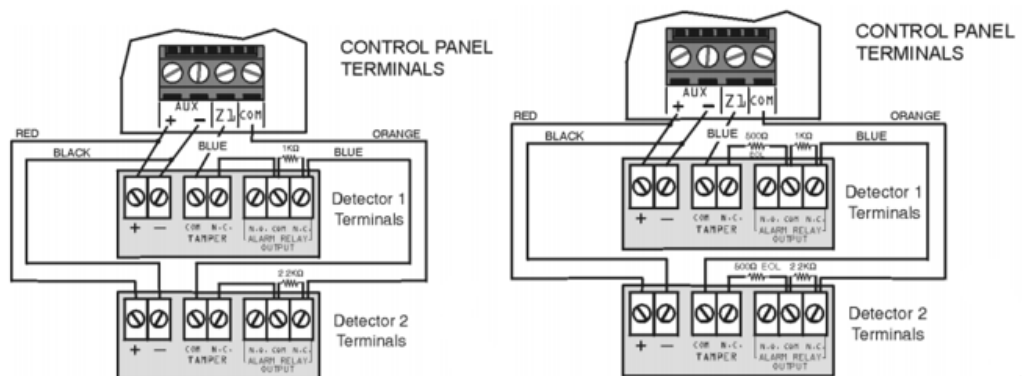 CONTROL PANEL
TERMINALS
AUX
+ − Z1 COM
RED
BLACK
BLUE
ORANGE
1KΩ
BLUE
Detector 1
Terminals
+ −
COM N.C.
TAMPER
N.O. COM N.C.
ALARM RELAY
OUTPUT
2.2KΩ
Detector 2
Terminals
+ −
COM N.C.
TAMPER
N.O. COM N.C.
ALARM RELAY
OUTPUT
CONTROL PANEL
TERMINALS
AUX
+ − Z1 COM
RED
BLACK
BLUE
ORANGE
500Ω 1KΩ
EOL
BLUE
Detector 1
Terminals
+ −
COM N.C.
TAMPER
N.O. COM N.C.
ALARM RELAY
OUTPUT
500Ω EOL 2.2KΩ
Detector 2
Terminals
+ −
COM N.C.
TAMPER
N.O. COM N.C.
ALARM RELAY
OUTPUT